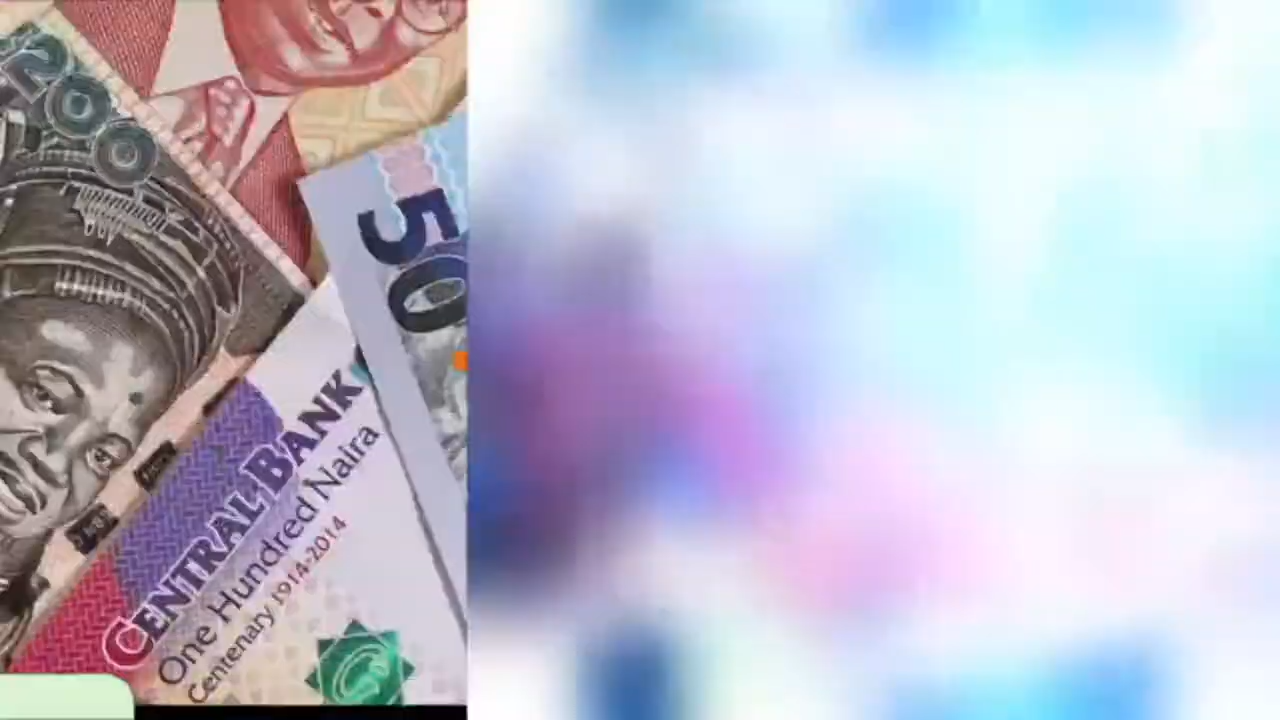 200
50
CENTRAL BANK
One Hundred Naira
Centenary 1914-2014